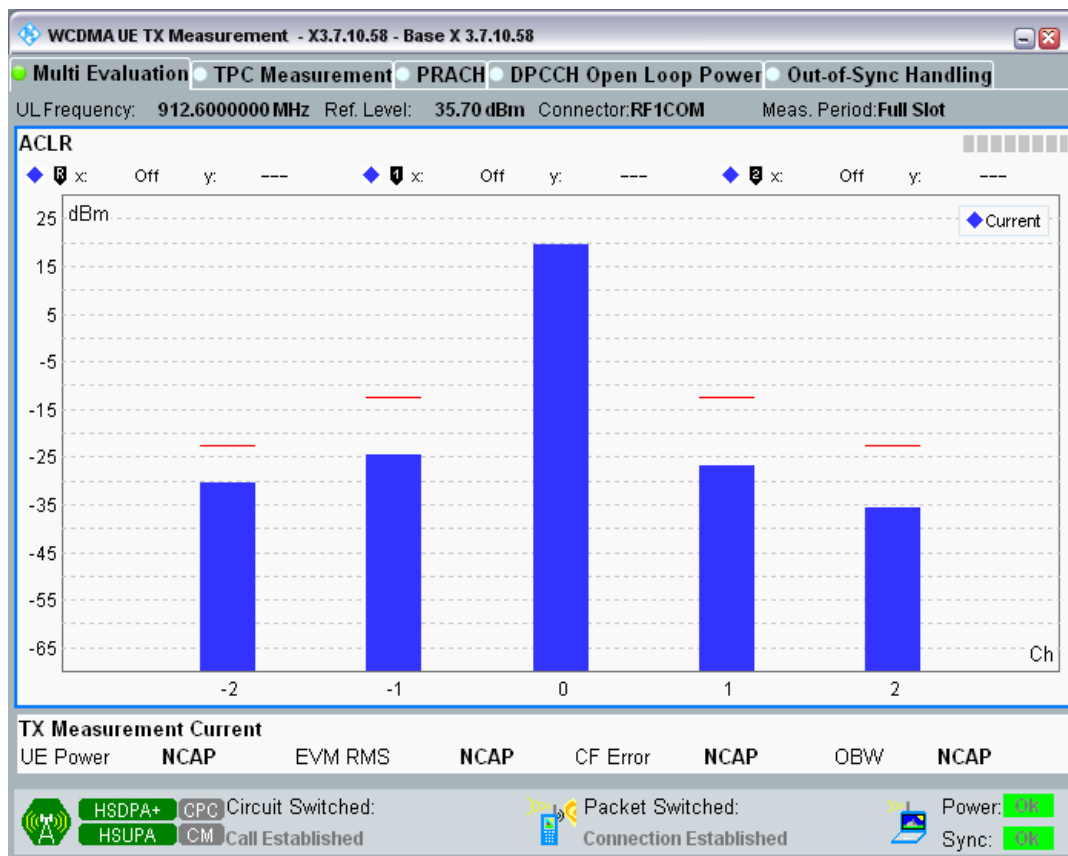 WCDMA UE TX Measurement - X3.7.10.58 - Base X 3.7.10.58
Multi Evaluation TPC Measurement PRACH DPCCH Open Loop Power Out-of-Sync Handling
UL Frequency: 912.6000000 MHz Ref. Level: 35.70 dBm Connector:RF1COM Meas. Period:Full Slot
ACLR
R x: Off y: --- 1 x: Off y: --- 2 x: Off y: ---
25 dBm
Current
15
5
-5
-15
-25
-35
-45
-55
-65
Ch
-2 -1 0 1 2
TX Measurement Current
UE Power NCAP EVM RMS NCAP CF Error NCAP OBW NCAP
HSDPA+ CPC Circuit Switched: Packet Switched: Power: OK
HSUPA CM Call Established Connection Established Sync: OK